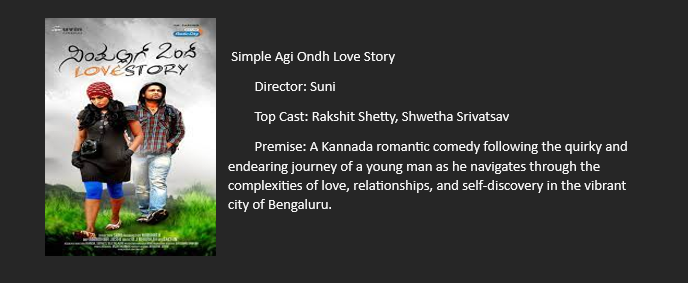 ಸಿಂಪಲ್ಲಾಗ್ ಒಂದ್
LOVE STORY
Simple Agi Ondh Love Story
Director: Suni
Top Cast: Rakshit Shetty, Shwetha Srivatsav
Premise: A Kannada romantic comedy following the quirky and
endearing journey of a young man as he navigates through the
complexities of love, relationships, and self-discovery in the vibrant
city of Bengaluru.